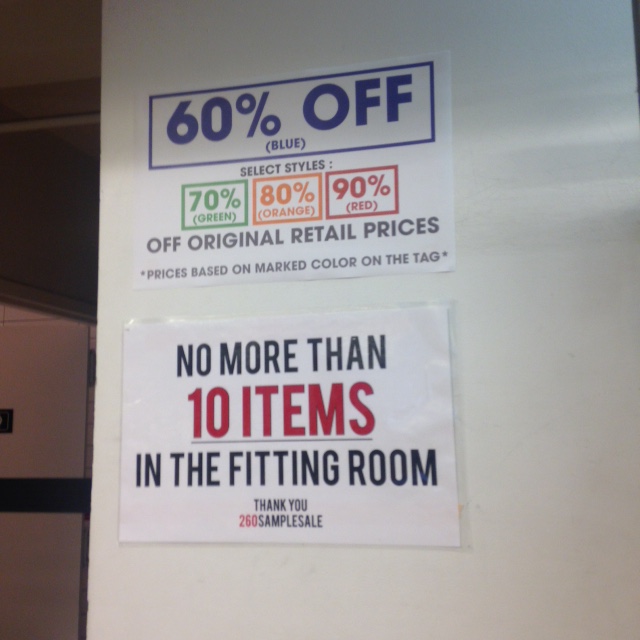 60% OFF
(BLUE)
SELECT STYLES :
70% 80% 90%
(GREEN) (ORANGE) (RED)
OFF ORIGINAL RETAIL PRICES
*PRICES BASED ON MARKED COLOR ON THE TAG*
NO MORE THAN
10 ITEMS
IN THE FITTING ROOM
THANK YOU
260SAMPLESALE